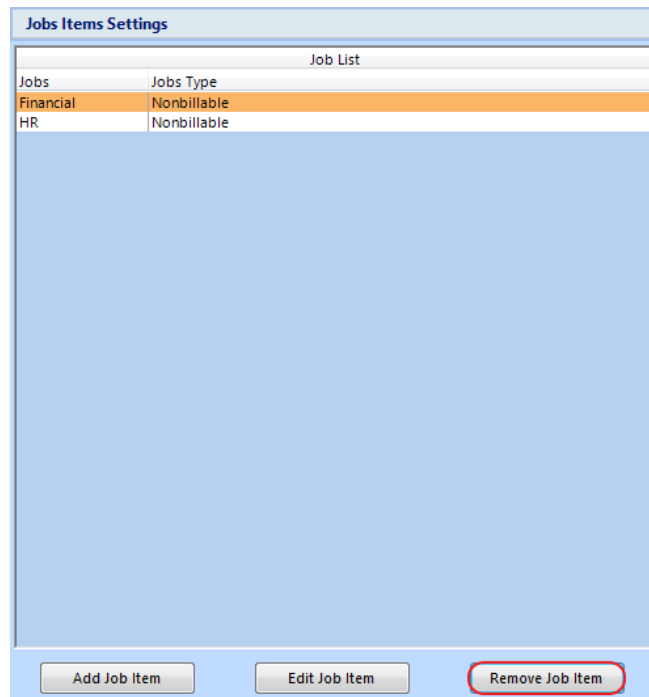 Jobs Items Settings
Job List
Jobs Jobs Type
Financial Nonbillable
HR Nonbillable
Add Job Item Edit Job Item Remove Job Item